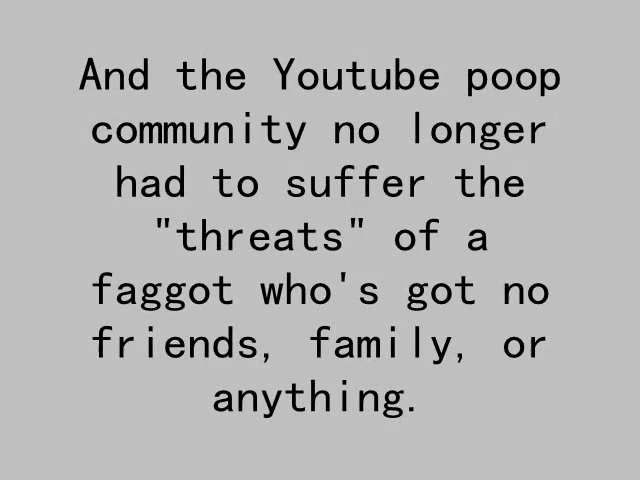 And the Youtube poop
community no longer
had to suffer the
"threats" of a
faggot who's got no
friends, family, or
anything.